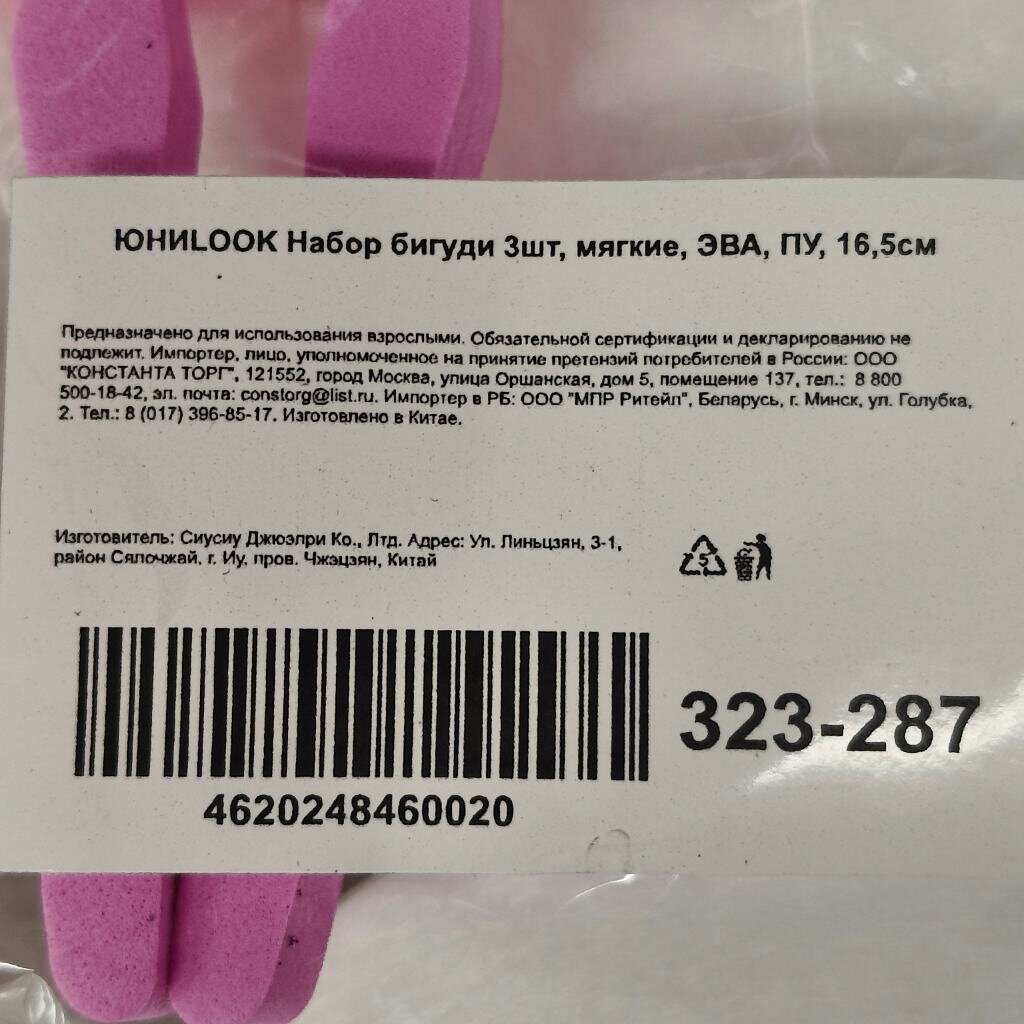 ЮНИLOOK Набор бигуди 3шт, мягкие, ЭВА, ПУ, 16,5см
Предназначено для использования взрослыми. Обязательной сертификации и декларированию не
подлежит. Импортер, лицо, уполномоченное на принятие претензий потребителей в России: ООО
"КОНСТАНТА ТОРГ", 121552, город Москва, улица Оршанская, дом 5, помещение 137, тел.: 8 800
500-18-42, эл. почта: constorg@list.ru. Импортер в РБ: ООО "МПР Ритейл", Беларусь, г. Минск, ул. Голубка,
2. Тел.: 8 (017) 396-85-17. Изготовлено в Китае.
Изготовитель: Сиусиу Джюэлри Ко., Лтд. Адрес: Ул. Линьцзян, 3-1,
район Сялочжай, г. Иу, пров. Чжэцзян, Китай
5
323-287
4620248460020